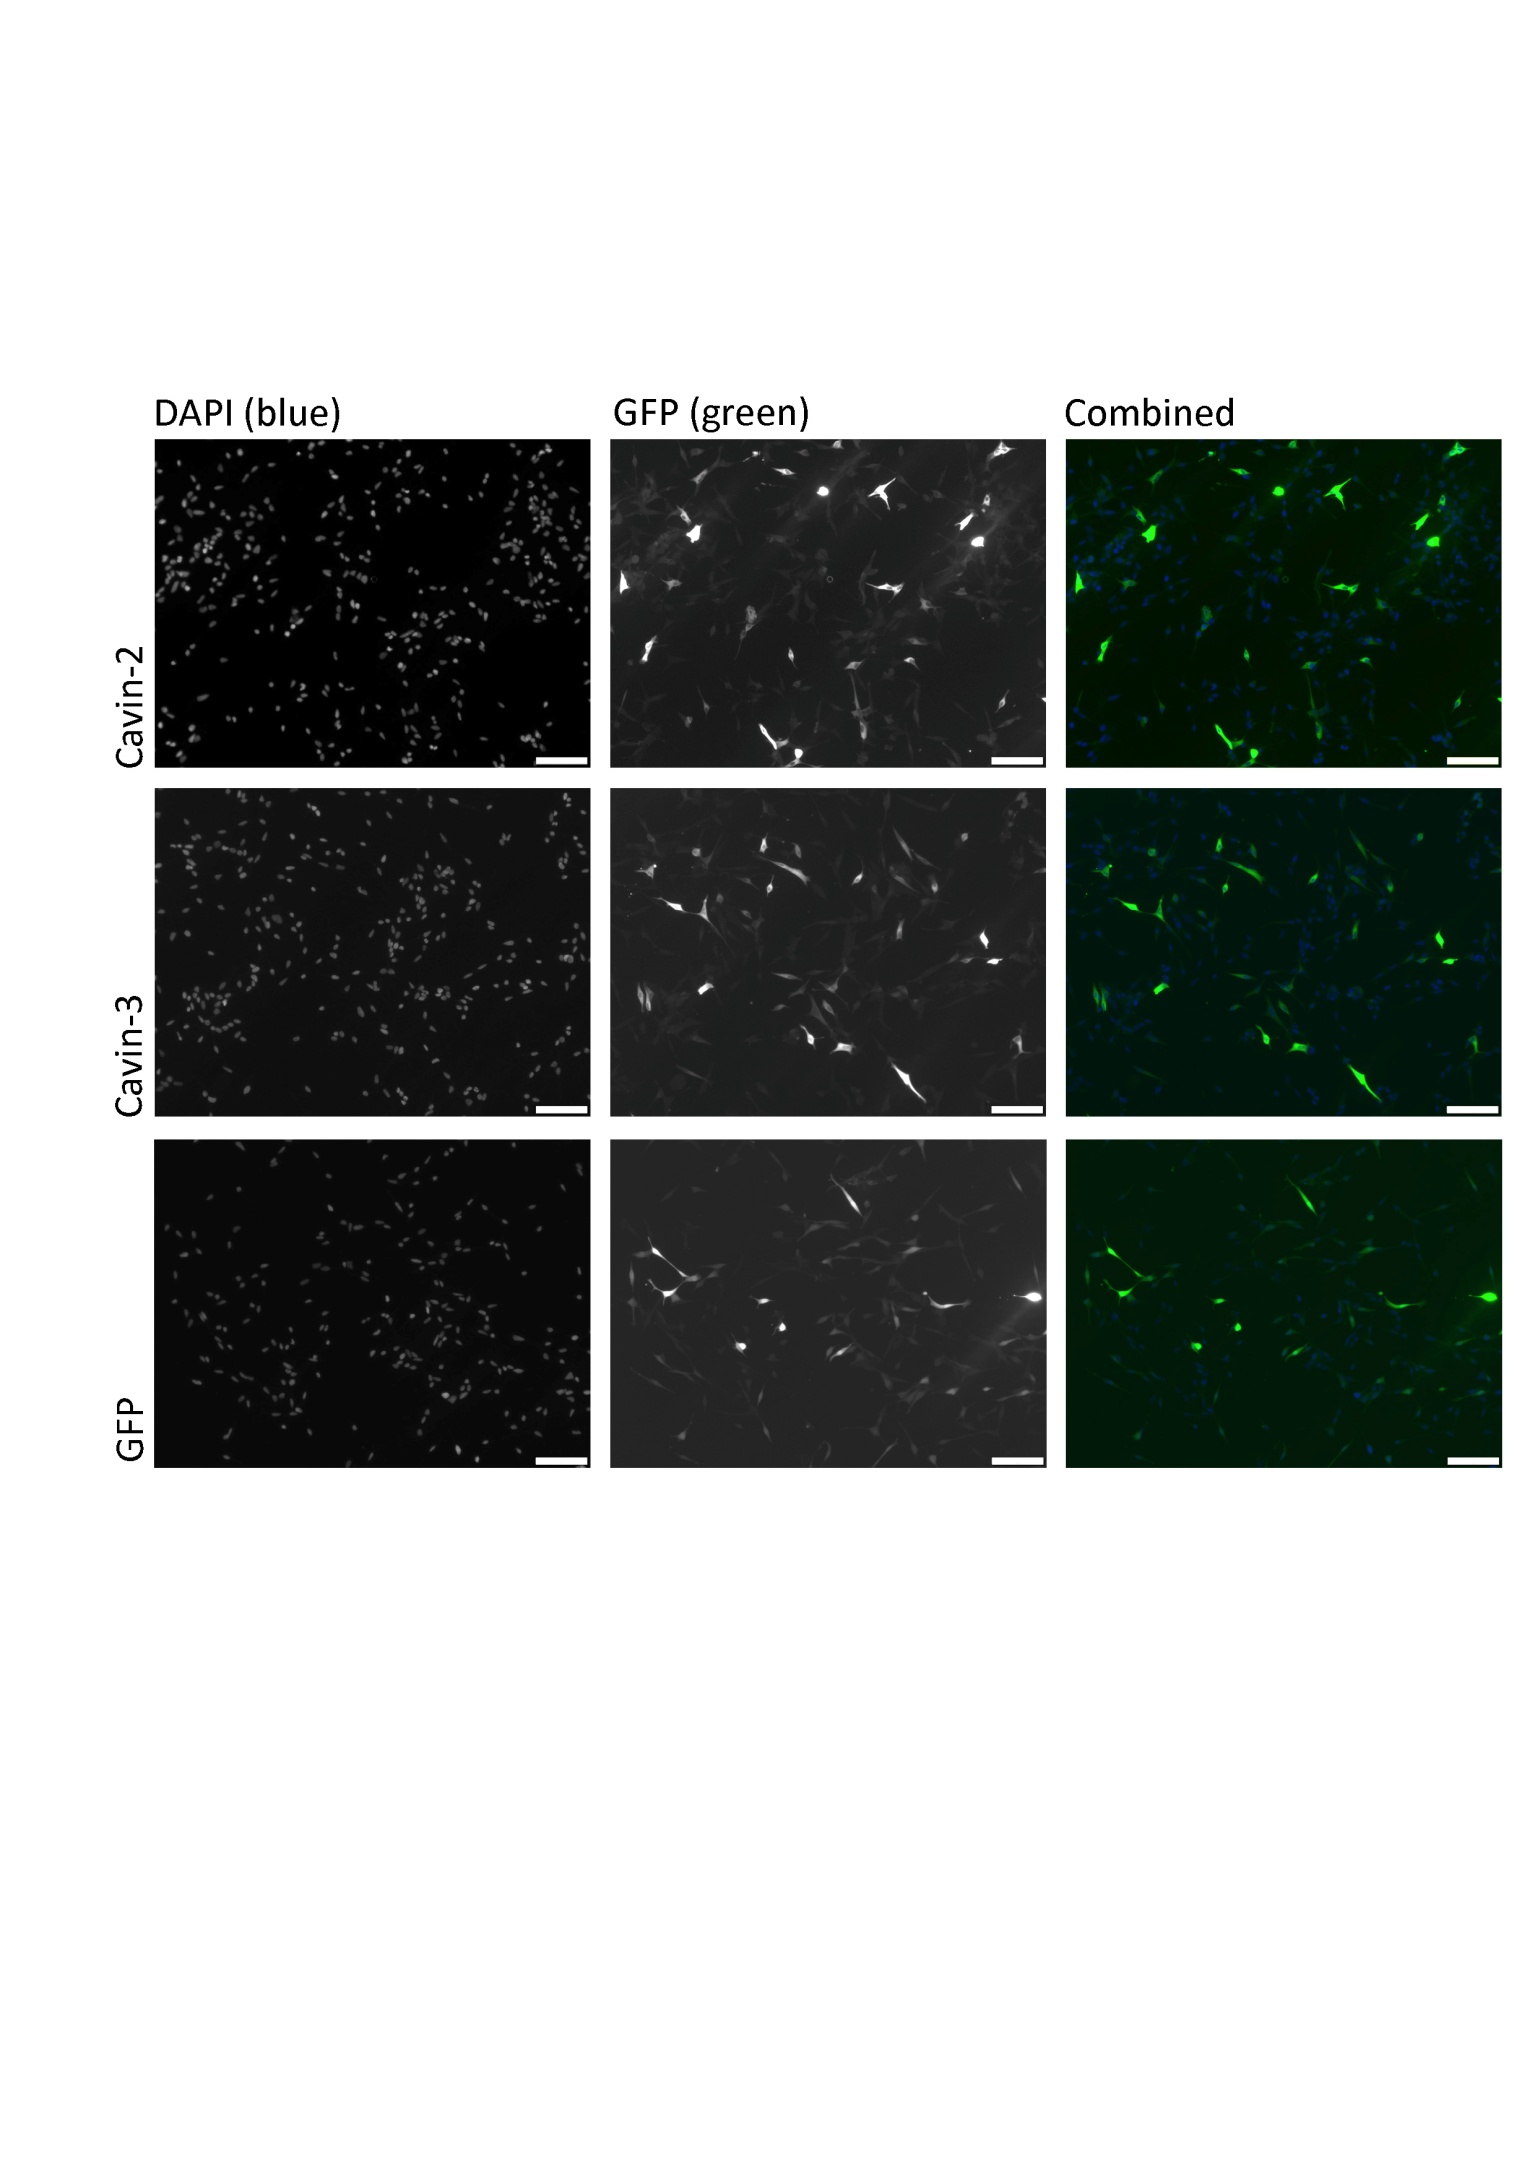 DAPI (blue)
GFP (green)
Combined
Cavin-2
Cavin-3
GFP